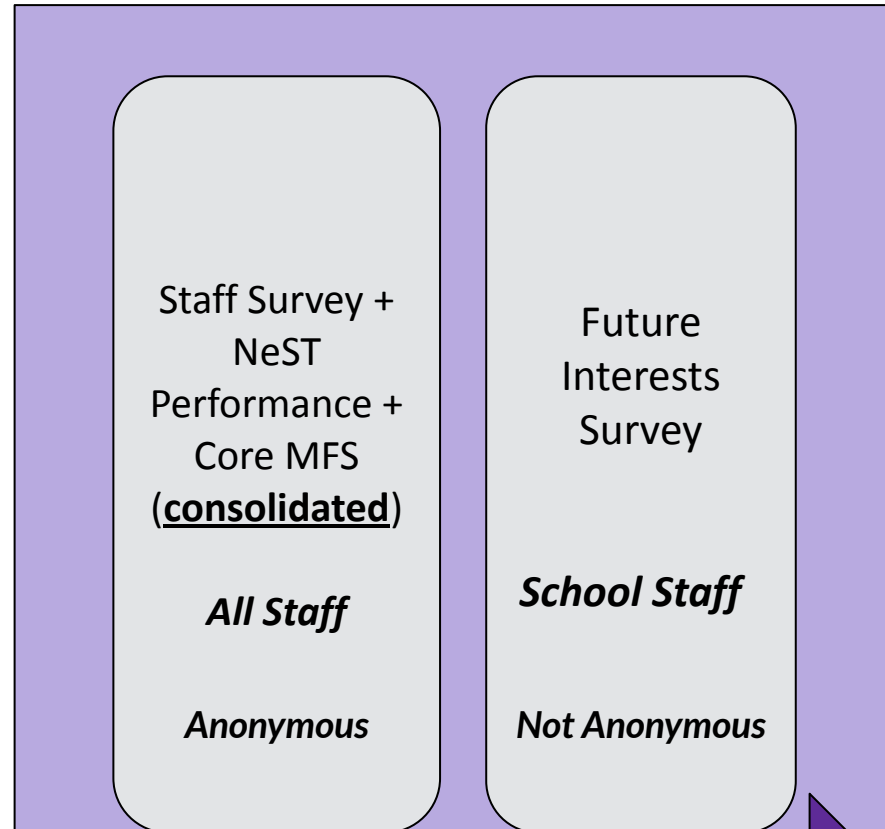 Staff Survey +
NeST
Performance +
Core MFS
(consolidated)
All Staff
Anonymous
Future
Interests
Survey
School Staff
Not Anonymous